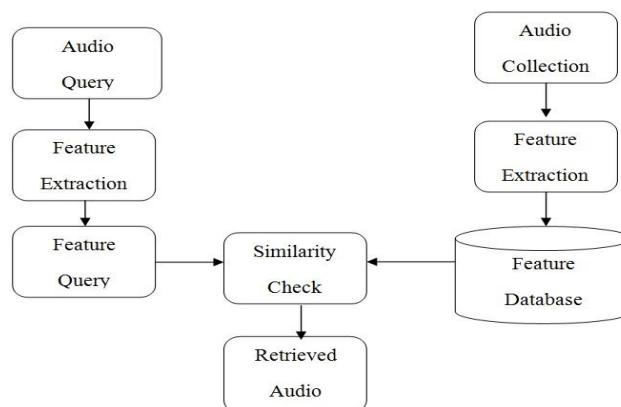 Audio
Query
Audio
Collection
Feature
Extraction
Feature
Extraction
Feature
Query
Similarity
Check
Feature
Database
Retrieved
Audio